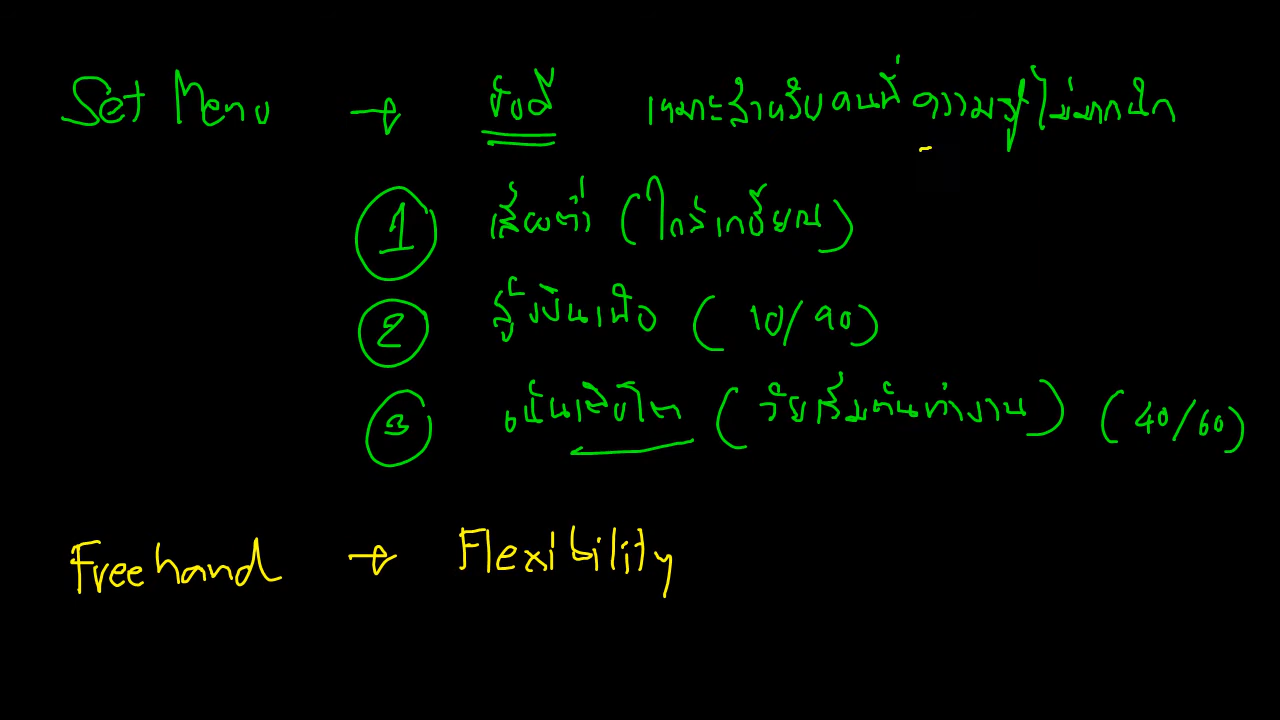 Set Menu → ข้อดี เหมาะสำหรับคนที่ความรู้ไม่มากนัก
1 เสี่ยงต่ำ (ใกล้เกษียณ)
2 สู้เงินเฟ้อ (10/90)
3 เติบโต (วัยเริ่มต้นทำงาน) (40/60)
Freehand → Flexibility